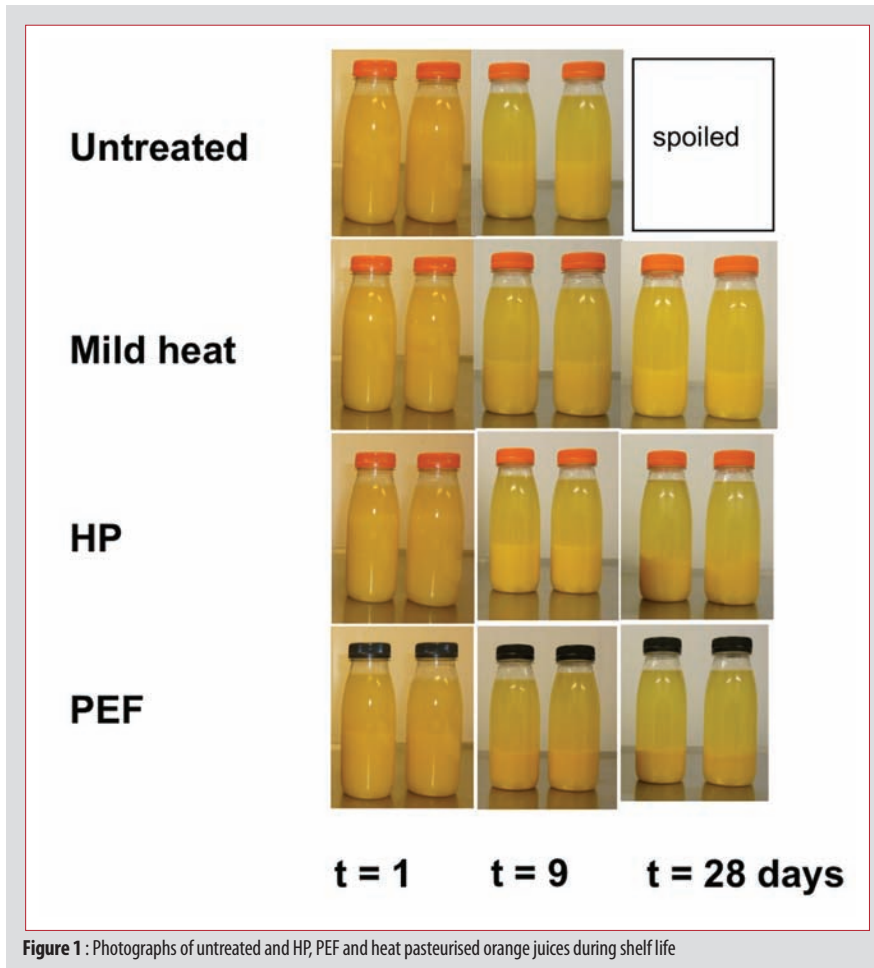 Untreated
spoiled
Mild heat
HP
PEF
t = 1 t = 9 t = 28 days
Figure 1 : Photographs of untreated and HP, PEF and heat pasteurised orange juices during shelf life